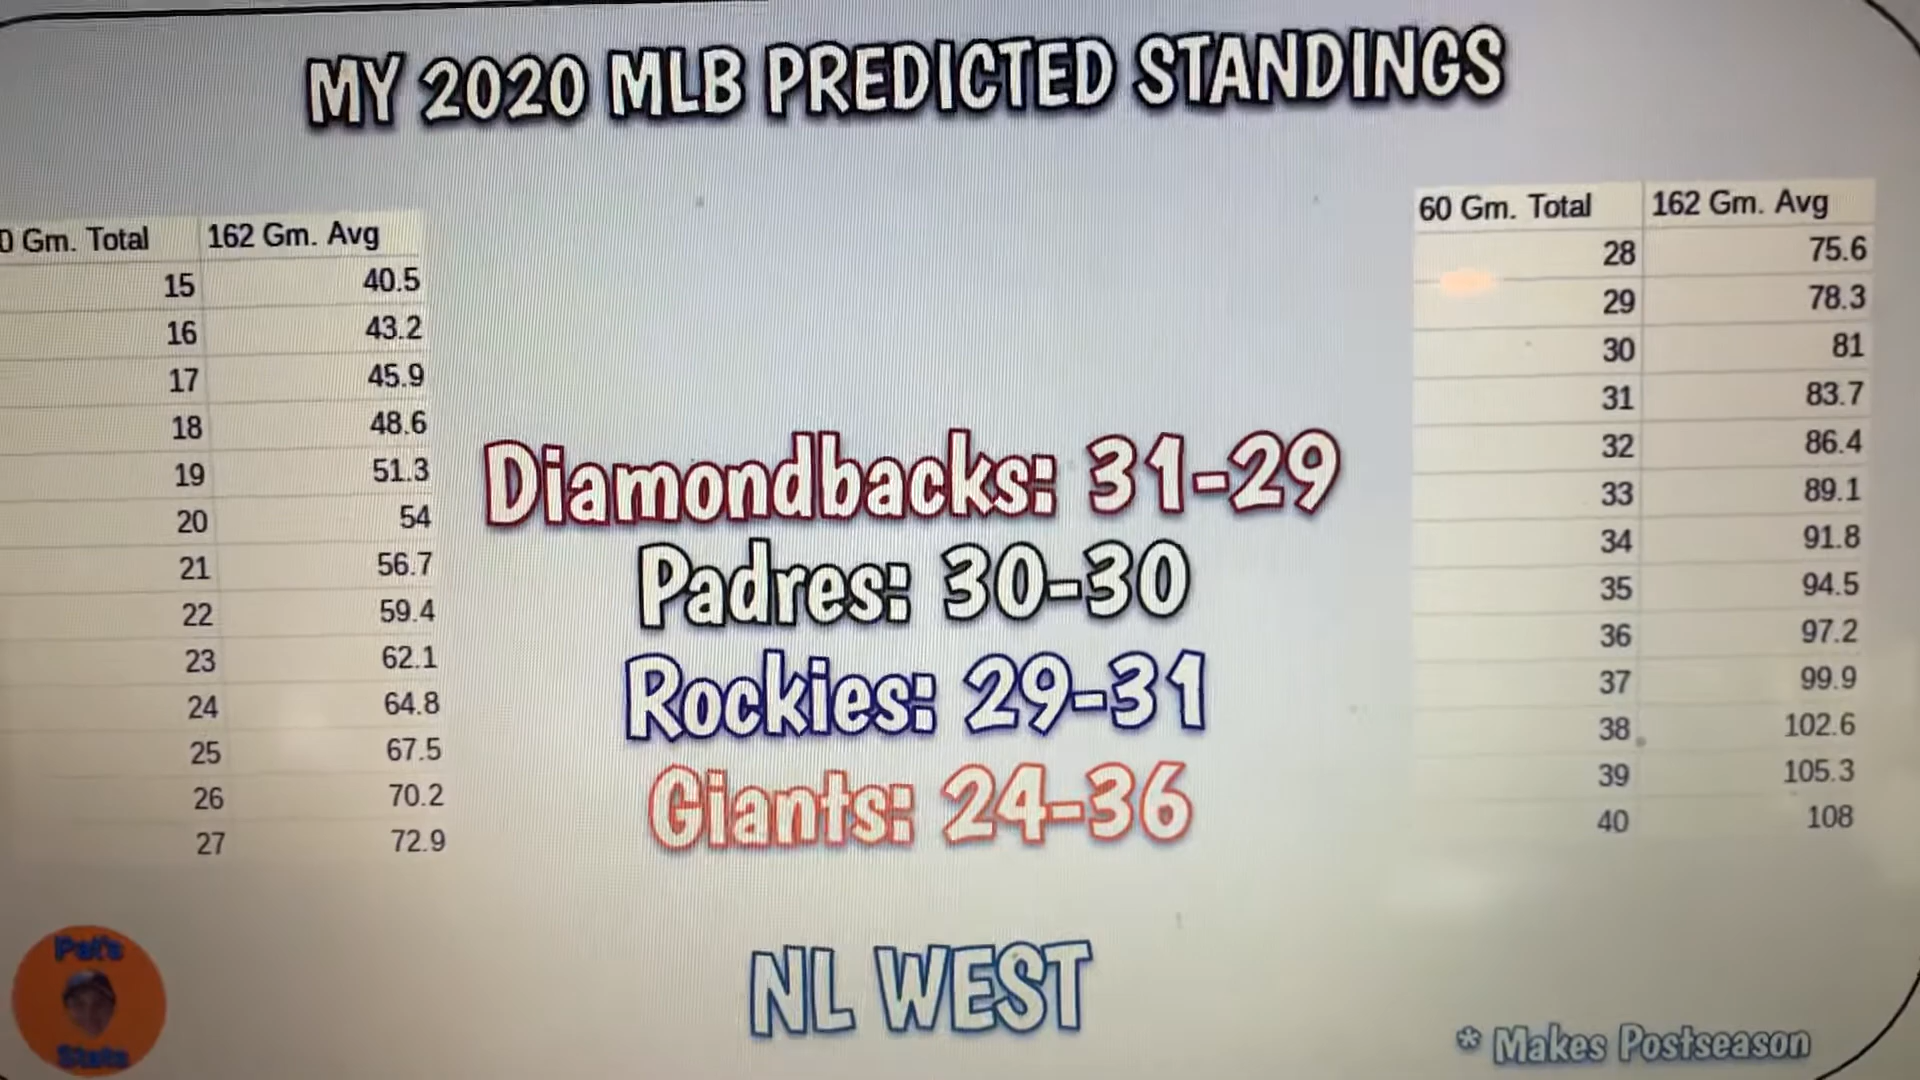 MY 2020 MLB PREDICTED STANDINGS
0 Gm. Total 162 Gm. Avg
15 40.5
16 43.2
17 45.9
18 48.6
19 51.3
20 54
21 56.7
22 59.4
23 62.1
24 64.8
25 67.5
26 70.2
27 72.9
Diamondbacks: 31-29
Padres: 30-30
Rockies: 29-31
Giants: 24-36
NL WEST
60 Gm. Total 162 Gm. Avg
28 75.6
29 78.3
30 81
31 83.7
32 86.4
33 89.1
34 91.8
35 94.5
36 97.2
37 99.9
38 102.6
39 105.3
40 108
Pat's
Stats
* Makes Postseason